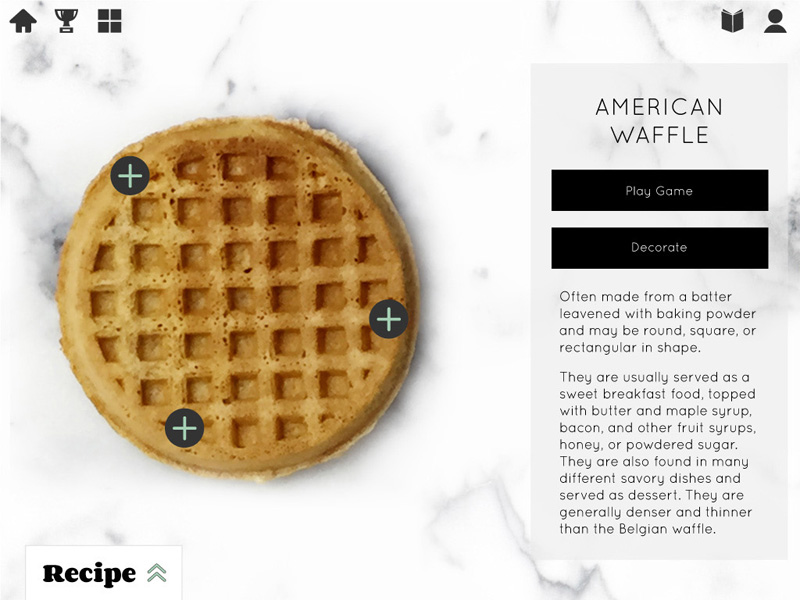 AMERICAN
WAFFLE
Play Game
Decorate
Often made from a batter
leavened with baking powder
and may be round, square, or
rectangular in shape.
They are usually served as a
sweet breakfast food, topped
with butter and maple syrup,
bacon, and other fruit syrups,
honey, or powdered sugar.
They are also found in many
different savory dishes and
served as dessert. They are
generally denser and thinner
than the Belgian waffle.
Recipe